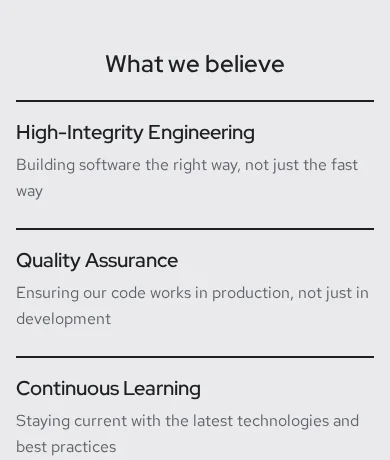 What we believe
High-Integrity Engineering
Building software the right way, not just the fast
way
Quality Assurance
Ensuring our code works in production, not just in
development
Continuous Learning
Staying current with the latest technologies and
best practices